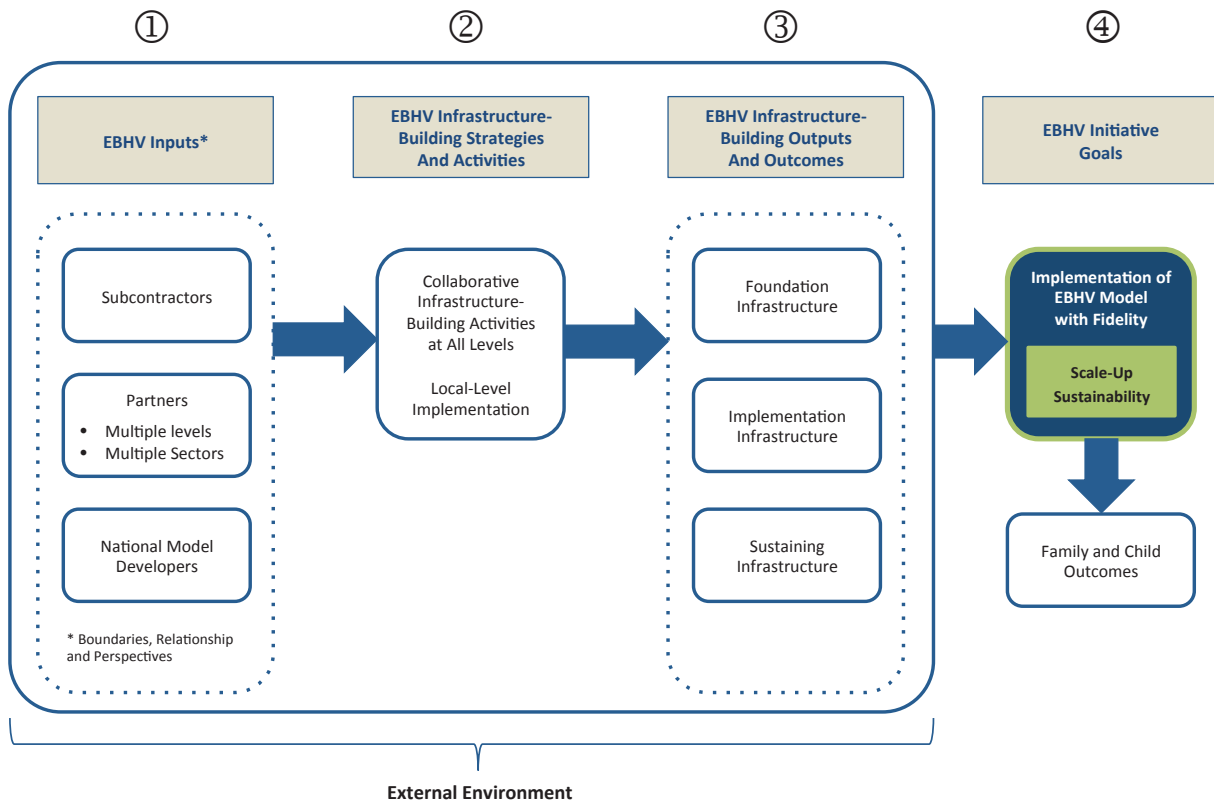 ①
②
③
④
EBHV Inputs*
EBHV Infrastructure-
Building Strategies
And Activities
EBHV Infrastructure-
Building Outputs
And Outcomes
EBHV Initiative
Goals
Subcontractors
Partners
• Multiple levels
• Multiple Sectors
National Model
Developers
* Boundaries, Relationship
and Perspectives
Collaborative
Infrastructure-
Building Activities
at All Levels
Local-Level
Implementation
Foundation
Infrastructure
Implementation
Infrastructure
Sustaining
Infrastructure
Implementation of
EBHV Model
with Fidelity
Scale-Up
Sustainability
Family and Child
Outcomes
External Environment